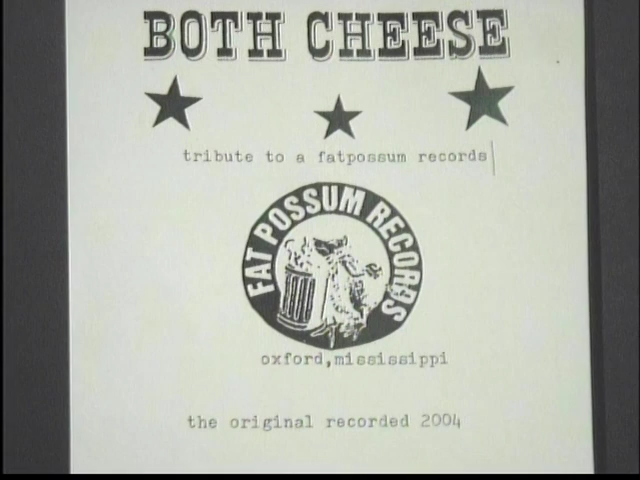 BOTH CHEESE
tribute to a fatpossum records
FAT POSSUM RECORDS
oxford,mississippi
the original recorded 2004